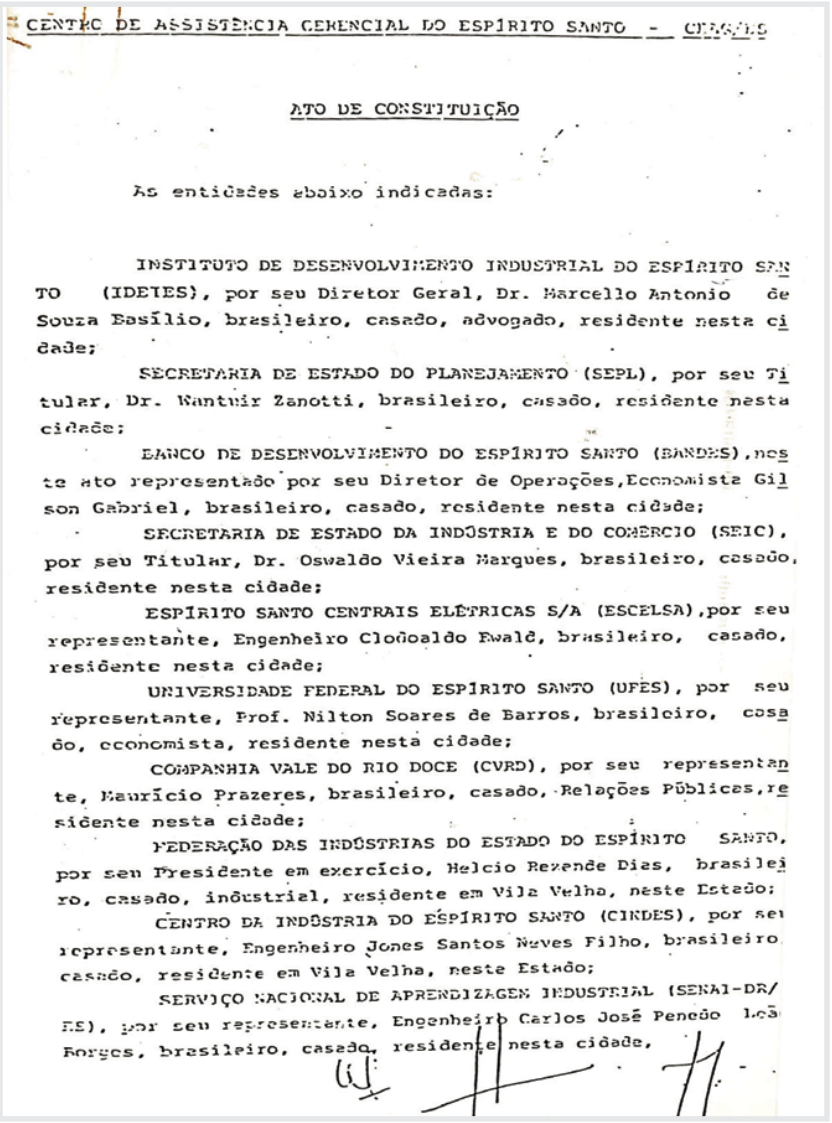 CENTRO DE ASSISTÊNCIA GERENCIAL DO ESPÍRITO SANTO - CEAG/ES
ATO DE CONSTITUIÇÃO
As entidades abaixo indicadas:
INSTITUTO DE DESENVOLVIMENTO INDUSTRIAL DO ESPÍRITO SAN
TO (IDEIES), por seu Diretor Geral, Dr. Marcello Antonio de
Souza Basílio, brasileiro, casado, advogado, residente nesta ci
dade;
SECRETARIA DE ESTADO DO PLANEJAMENTO (SEPL), por seu Ti
tular, Dr. Wantuir Zanotti, brasileiro, casado, residente nesta
cidade;
BANCO DE DESENVOLVIMENTO DO ESPÍRITO SANTO (BANDES),nes
te ato representado por seu Diretor de Operações,Economista Gil
son Gabriel, brasileiro, casado, residente nesta cidade;
SECRETARIA DE ESTADO DA INDÚSTRIA E DO COMERCIO (SEIC),
por seu Titular, Dr. Oswaldo Vieira Marques, brasileiro, casado,
residente nesta cidade;
ESPÍRITO SANTO CENTRAIS ELÉTRICAS S/A (ESCELSA),por seu
representante, Engenheiro Clodoaldo Ewald, brasileiro, casado,
residente nesta cidade;
UNIVERSIDADE FEDERAL DO ESPÍRITO SANTO (UFES), por seu
representante, Prof. Nilton Soares de Barros, brasileiro, casa
do, economista, residente nesta cidade;
COMPANHIA VALE DO RIO DOCE (CVRD), por seu representan
te, Maurício Prazeres, brasileiro, casado, Relações Públicas,re
sidente nesta cidade;
FEDERAÇÃO DAS INDÚSTRIAS DO ESTADO DO ESPÍRITO SANTO,
por seu Presidente em exercício, Helcio Rezende Dias, brasilei
ro, casado, industrial, residente em Vila Velha, neste Estado;
CENTRO DA INDÚSTRIA DO ESPÍRITO SANTO (CINDES), por seu
representante, Engenheiro Jones Santos Neves Filho, brasileiro
casado, residente em Vila Velha, neste Estado;
SERVIÇO NACIONAL DE APRENDIZAGEM INDUSTRIAL (SENAI-DR/
ES), por seu representante, Engenheiro Carlos José Penedo Leã
Borges, brasileiro, casado, residente nesta cidade,